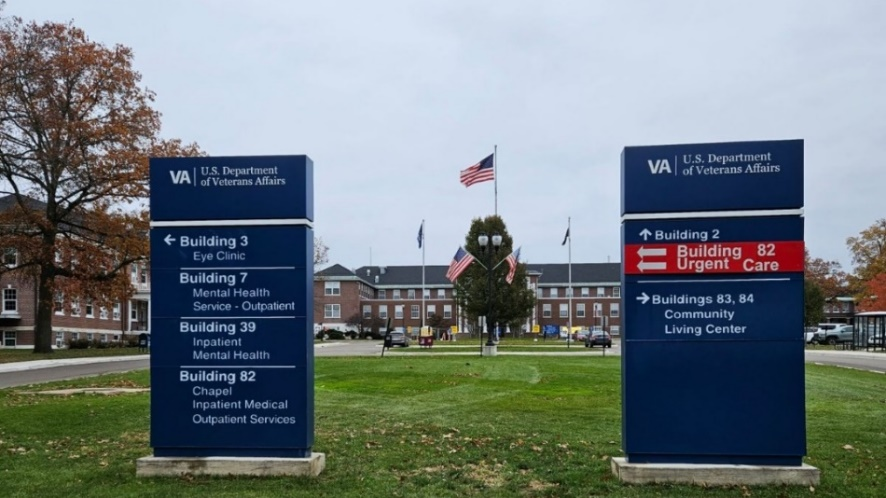 VA U.S. Department
of Veterans Affairs
← Building 3
Eye Clinic
Building 7
Mental Health
Service - Outpatient
Building 39
Inpatient
Mental Health
Building 82
Chapel
Inpatient Medical
Outpatient Services
VA U.S. Department
of Veterans Affairs
↑ Building 2
← Building 82
← Urgent Care
→ Buildings 83, 84
Community
Living Center